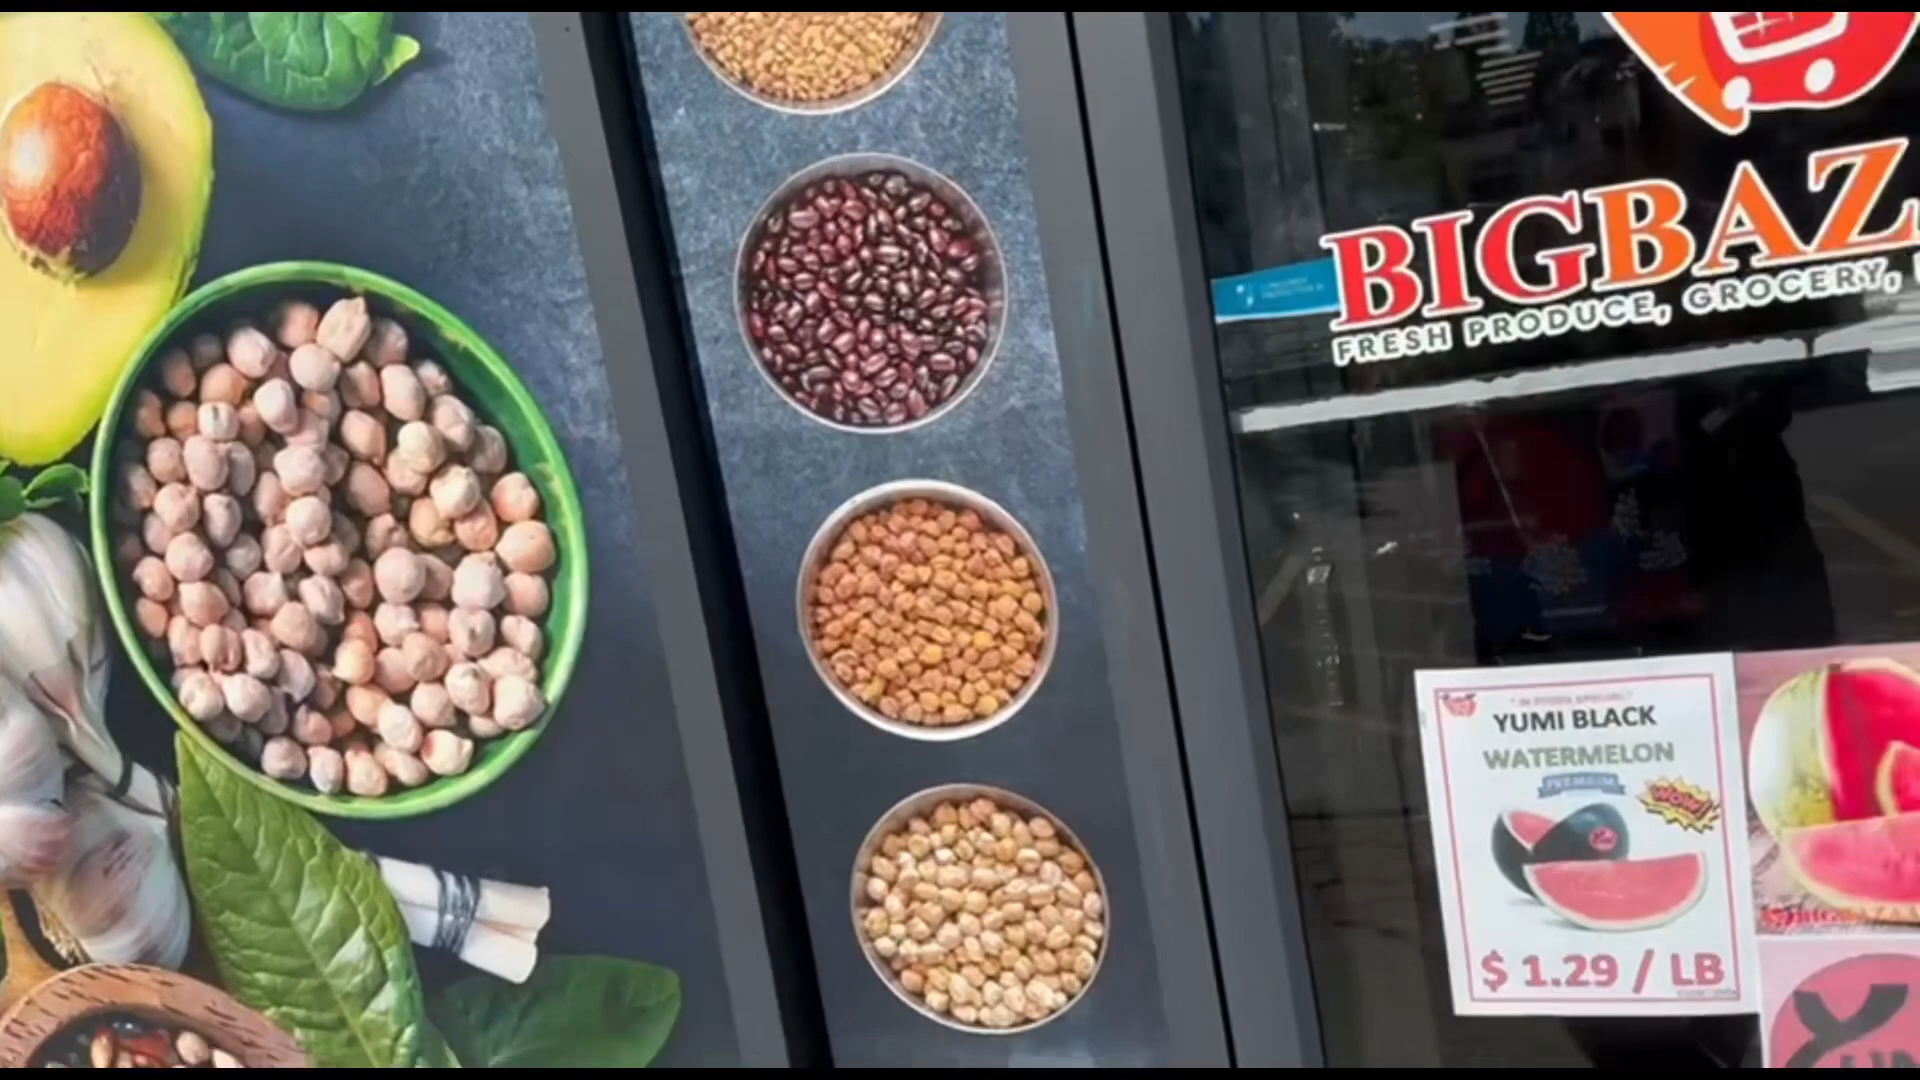 BIGBAZ
FRESH PRODUCE, GROCERY,
YUMI BLACK
WATERMELON
PREMIUM
WOW!
$ 1.29 / LB